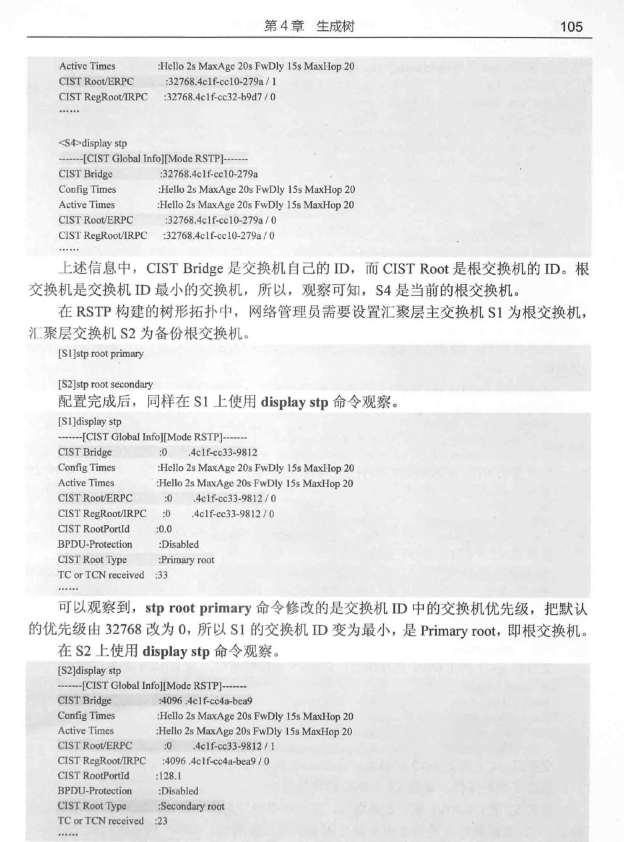 第 4 章 生成树 105
Active Times :Hello 2s MaxAge 20s FwDly 15s MaxHop 20
CIST Root/ERPC :32768.4c1f-cc10-279a / 1
CIST RegRoot/IRPC :32768.4c1f-cc32-b9d7 / 0
……
<S4>display stp
-------[CIST Global Info][Mode RSTP]-------
CIST Bridge :32768.4c1f-cc10-279a
Config Times :Hello 2s MaxAge 20s FwDly 15s MaxHop 20
Active Times :Hello 2s MaxAge 20s FwDly 15s MaxHop 20
CIST Root/ERPC :32768.4c1f-cc10-279a / 0
CIST RegRoot/IRPC :32768.4c1f-cc10-279a / 0
……
上述信息中，CIST Bridge 是交换机自己的 ID，而 CIST Root 是根交换机的 ID。根
交换机是交换机 ID 最小的交换机，所以，观察可知，S4 是当前的根交换机。
在 RSTP 构建的树形拓扑中，网络管理员需要设置汇聚层主交换机 S1 为根交换机，
汇聚层交换机 S2 为备份根交换机。
[S1]stp root primary
[S2]stp root secondary
配置完成后，同样在 S1 上使用 display stp 命令观察。
[S1]display stp
-------[CIST Global Info][Mode RSTP]-------
CIST Bridge :0 .4c1f-cc33-9812
Config Times :Hello 2s MaxAge 20s FwDly 15s MaxHop 20
Active Times :Hello 2s MaxAge 20s FwDly 15s MaxHop 20
CIST Root/ERPC :0 .4c1f-cc33-9812 / 0
CIST RegRoot/IRPC :0 .4c1f-cc33-9812 / 0
CIST RootPortId :0.0
BPDU-Protection :Disabled
CIST Root Type :Primary root
TC or TCN received :33
……
可以观察到，stp root primary 命令修改的是交换机 ID 中的交换机优先级，把默认
的优先级由 32768 改为 0，所以 S1 的交换机 ID 变为最小，是 Primary root，即根交换机。
在 S2 上使用 display stp 命令观察。
[S2]display stp
-------[CIST Global Info][Mode RSTP]-------
CIST Bridge :4096 .4c1f-cc4a-bea9
Config Times :Hello 2s MaxAge 20s FwDly 15s MaxHop 20
Active Times :Hello 2s MaxAge 20s FwDly 15s MaxHop 20
CIST Root/ERPC :0 .4c1f-cc33-9812 / 1
CIST RegRoot/IRPC :4096 .4c1f-cc4a-bea9 / 0
CIST RootPortId :128.1
BPDU-Protection :Disabled
CIST Root Type :Secondary root
TC or TCN received :23
……